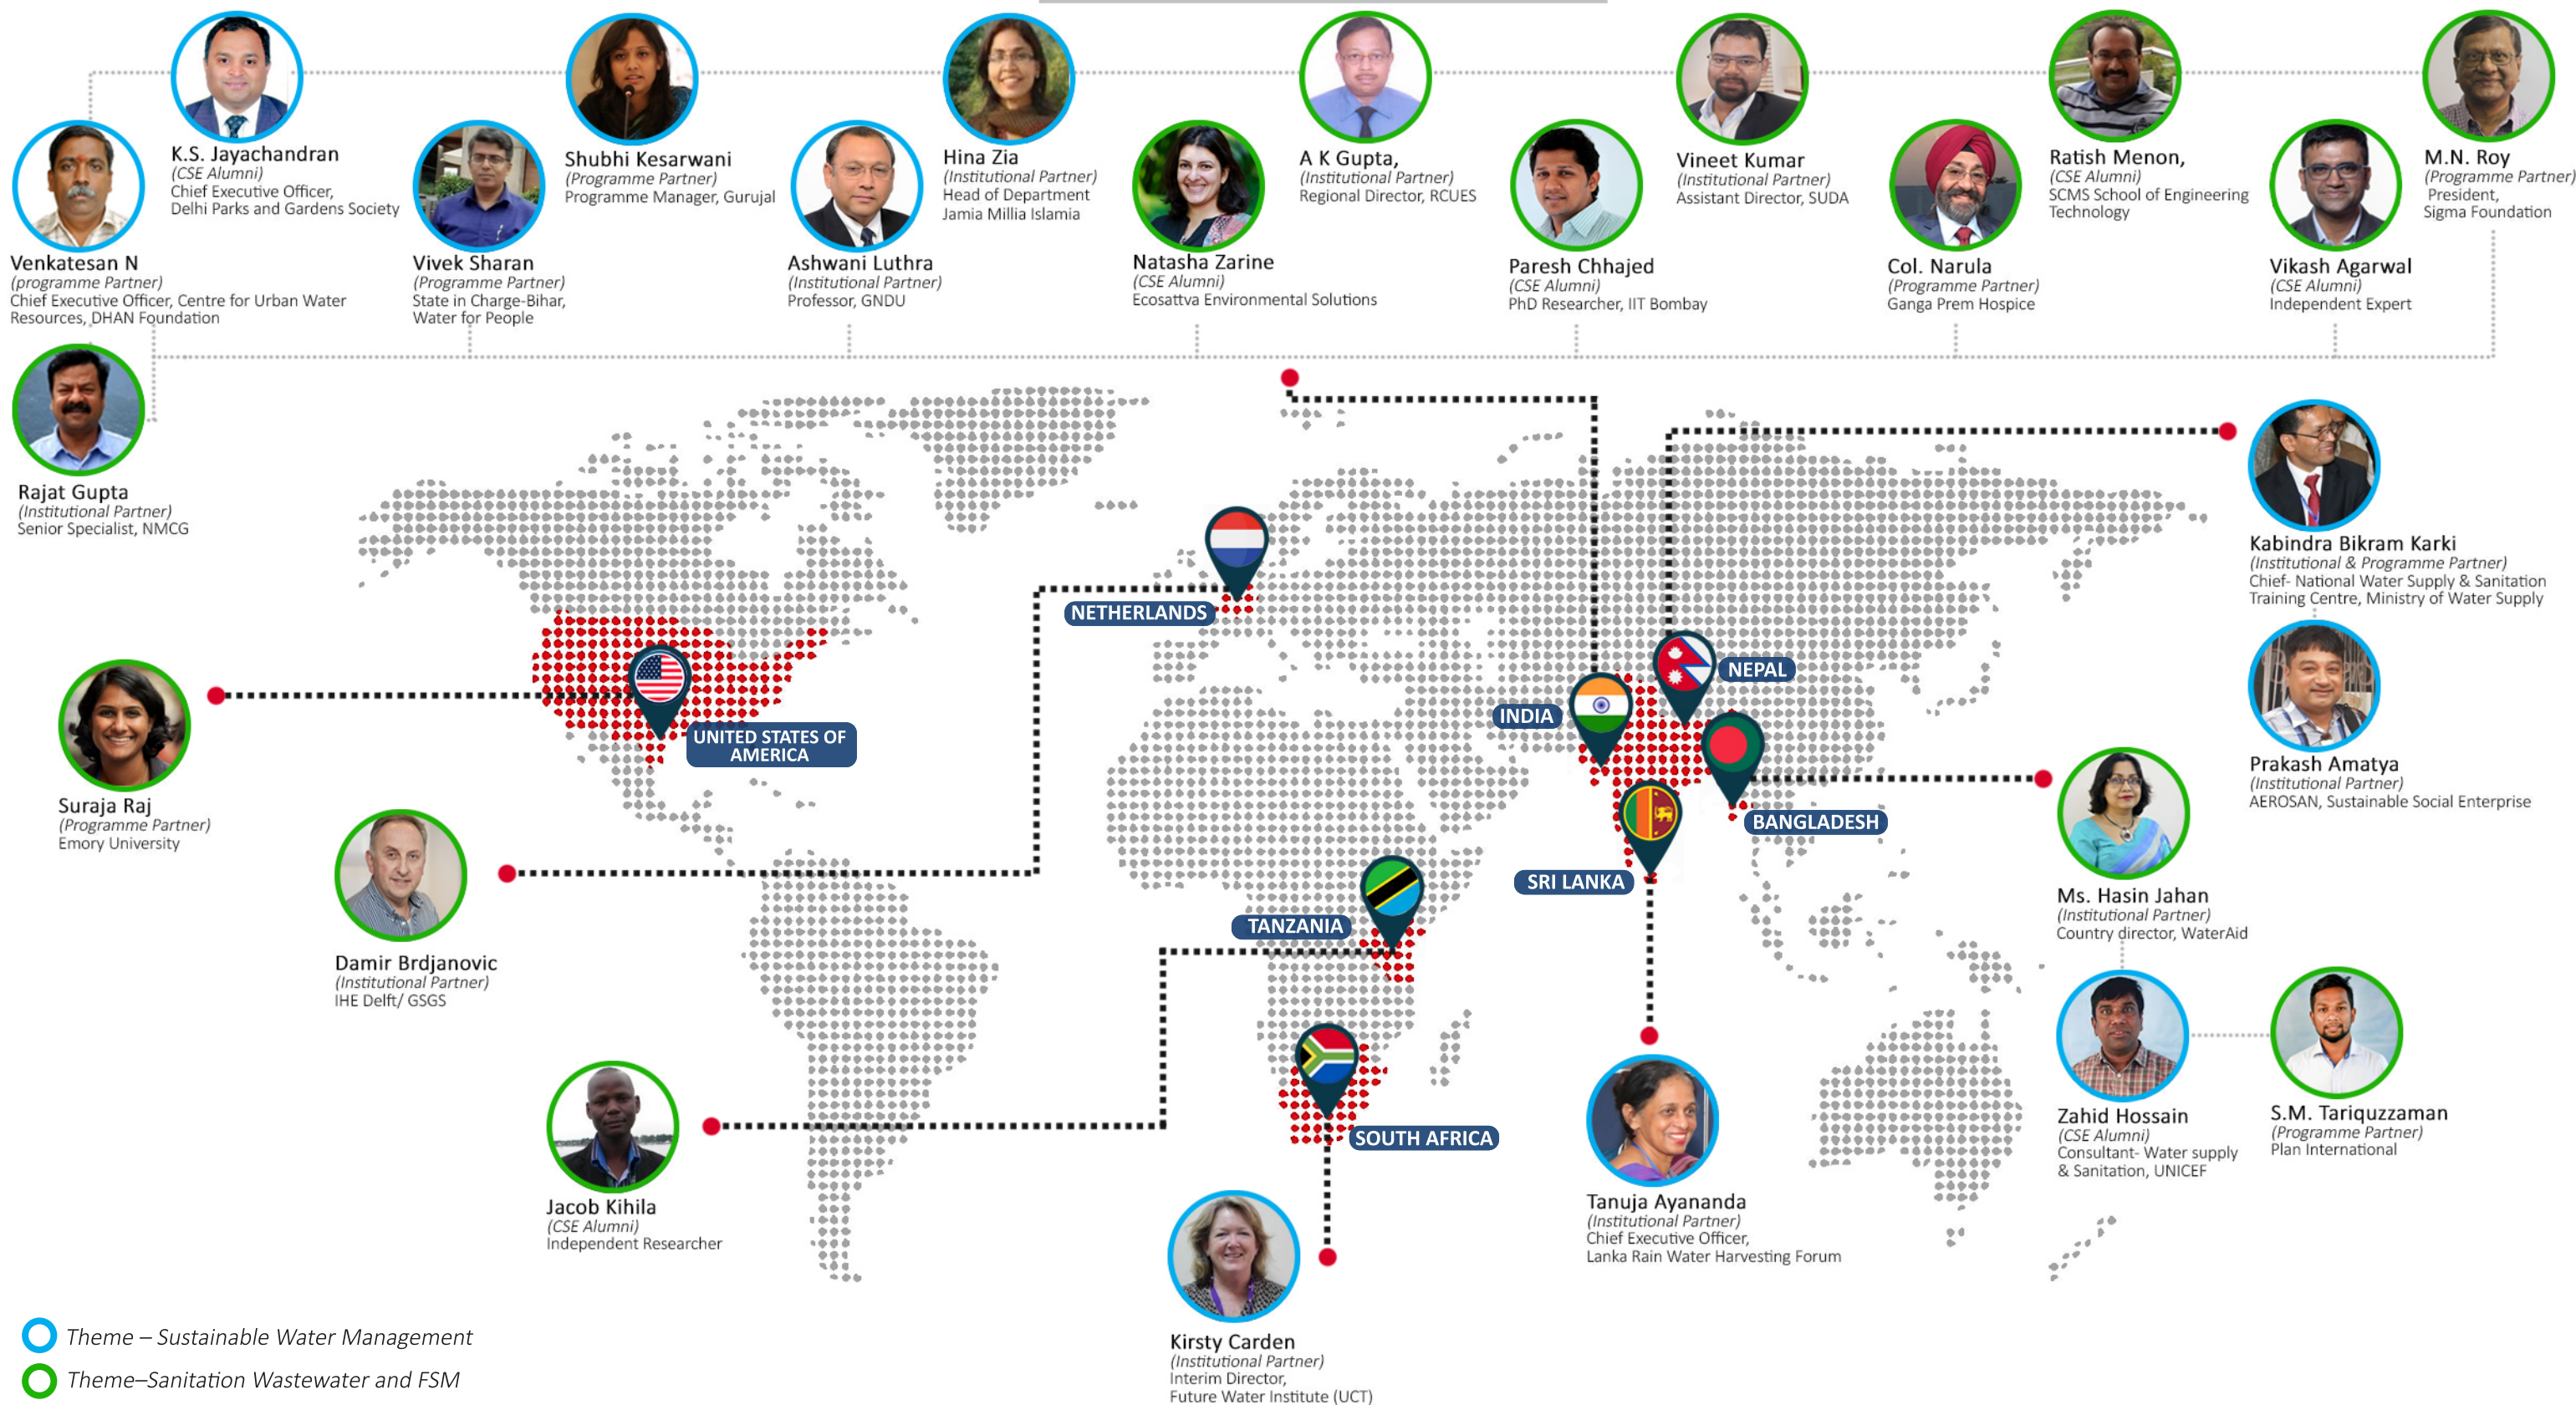 K.S. Jayachandran
(CSE Alumni)
Chief Executive Officer,
Delhi Parks and Gardens Society
Shubhi Kesarwani
(Programme Partner)
Programme Manager, Gurujal
Hina Zia
(Institutional Partner)
Head of Department
Jamia Millia Islamia
A K Gupta,
(Institutional Partner)
Regional Director, RCUES
Vineet Kumar
(Institutional Partner)
Assistant Director, SUDA
Ratish Menon,
(CSE Alumni)
SCMS School of Engineering
Technology
M.N. Roy
(Programme Partner)
President,
Sigma Foundation
Venkatesan N
(programme Partner)
Chief Executive Officer, Centre for Urban Water
Resources, DHAN Foundation
Vivek Sharan
(Programme Partner)
State in Charge-Bihar,
Water for People
Ashwani Luthra
(Institutional Partner)
Professor, GNDU
Natasha Zarine
(CSE Alumni)
Ecosattva Environmental Solutions
Paresh Chhajed
(CSE Alumni)
PhD Researcher, IIT Bombay
Col. Narula
(Programme Partner)
Ganga Prem Hospice
Vikash Agarwal
(CSE Alumni)
Independent Expert
Rajat Gupta
(Institutional Partner)
Senior Specialist, NMCG
Kabindra Bikram Karki
(Institutional & Programme Partner)
Chief- National Water Supply & Sanitation
Training Centre, Ministry of Water Supply
NETHERLANDS
NEPAL
INDIA
UNITED STATES OF
AMERICA
Prakash Amatya
(Institutional Partner)
AEROSAN, Sustainable Social Enterprise
Suraja Raj
(Programme Partner)
Emory University
BANGLADESH
SRI LANKA
Ms. Hasin Jahan
(Institutional Partner)
Country director, WaterAid
TANZANIA
Damir Brdjanovic
(Institutional Partner)
IHE Delft/ GSGS
Zahid Hossain
(CSE Alumni)
Consultant- Water supply
& Sanitation, UNICEF
S.M. Tariquzzaman
(Programme Partner)
Plan International
SOUTH AFRICA
Jacob Kihila
(CSE Alumni)
Independent Researcher
Tanuja Ayananda
(Institutional Partner)
Chief Executive Officer,
Lanka Rain Water Harvesting Forum
Kirsty Carden
(Institutional Partner)
Interim Director,
Future Water Institute (UCT)
Theme – Sustainable Water Management
Theme–Sanitation Wastewater and FSM